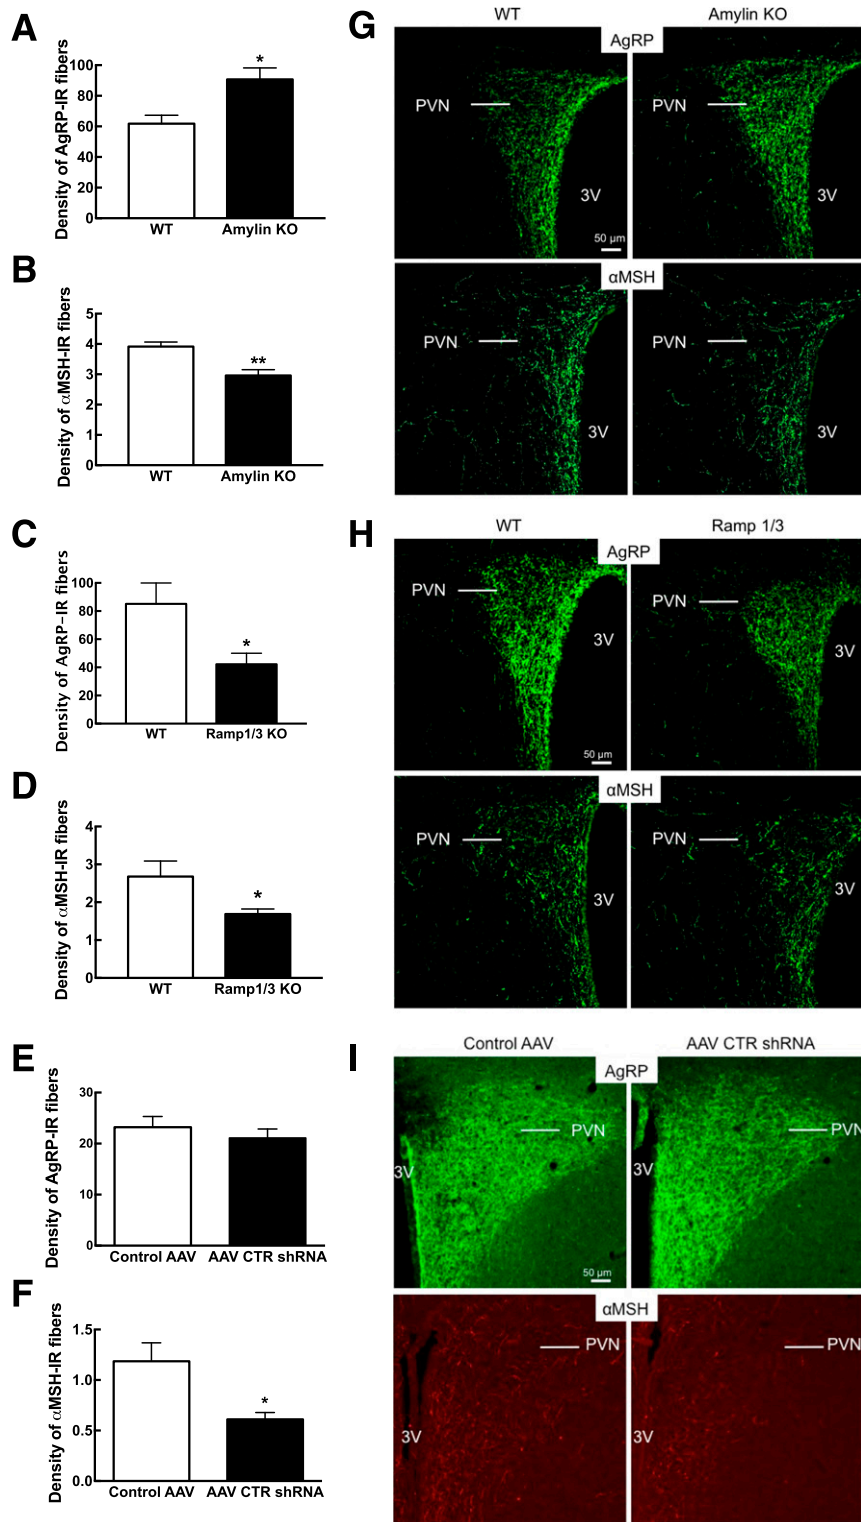 A
Density of AgRP-IR fibers
100
80
60
40
20
0
*
WT Amylin KO
B
Density of αMSH-IR fibers
5
4
3
2
1
0
**
WT Amylin KO
C
Density of AgRP-IR fibers
100
80
60
40
20
0
*
WT Ramp1/3 KO
D
Density of αMSH-IR fibers
4
3
2
1
0
*
WT Ramp1/3 KO
E
Density of AgRP-IR fibers
30
20
10
0
Control AAV AAV CTR shRNA
F
Density of αMSH-IR fibers
1.5
1.0
0.5
0.0
*
Control AAV AAV CTR shRNA
G
WT Amylin KO
AgRP
PVN PVN
3V 3V
50 µm
αMSH
PVN PVN
3V 3V
H
WT Ramp 1/3
AgRP
PVN PVN
3V 3V
50 µm
αMSH
PVN PVN
3V 3V
I
Control AAV AAV CTR shRNA
AgRP
PVN PVN
3V 3V
50 µm
αMSH
PVN PVN
3V 3V